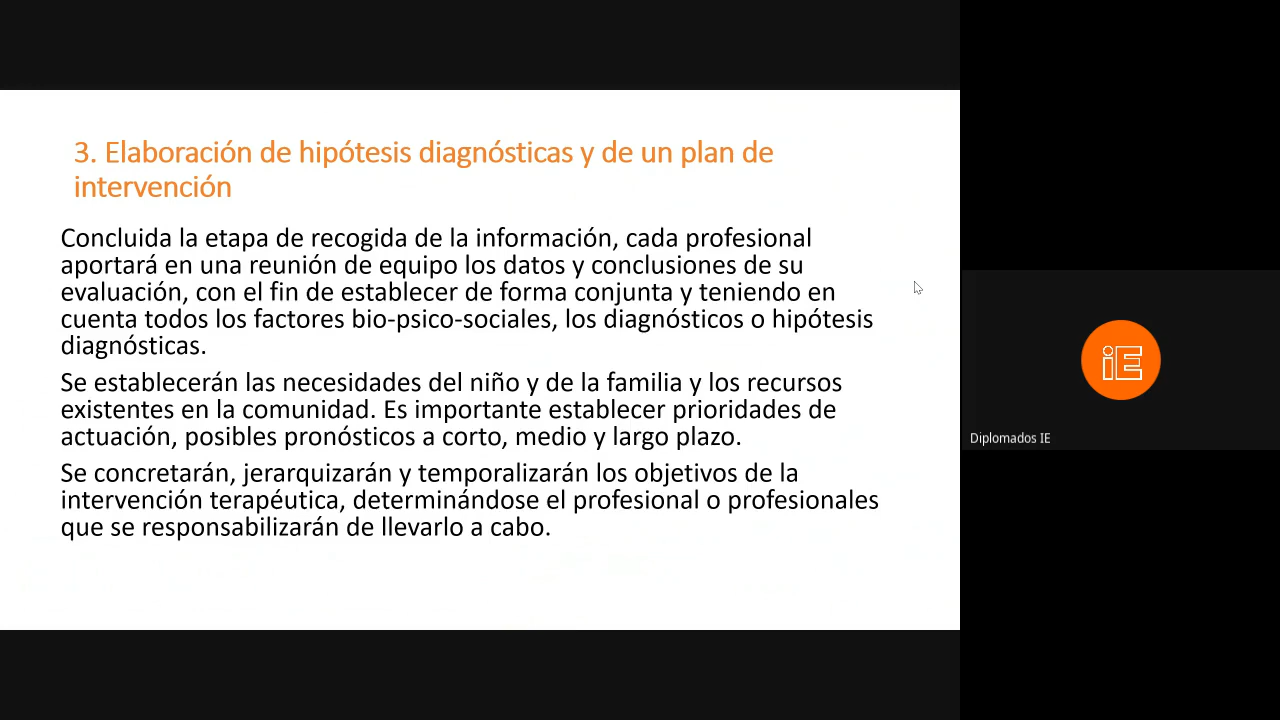 3. Elaboración de hipótesis diagnósticas y de un plan de
intervención
Concluida la etapa de recogida de la información, cada profesional
aportará en una reunión de equipo los datos y conclusiones de su
evaluación, con el fin de establecer de forma conjunta y teniendo en
cuenta todos los factores bio-psico-sociales, los diagnósticos o hipótesis
diagnósticas.
Se establecerán las necesidades del niño y de la familia y los recursos
existentes en la comunidad. Es importante establecer prioridades de
actuación, posibles pronósticos a corto, medio y largo plazo.
Se concretarán, jerarquizarán y temporalizarán los objetivos de la
intervención terapéutica, determinándose el profesional o profesionales
que se responsabilizarán de llevarlo a cabo.
iE
Diplomados IE